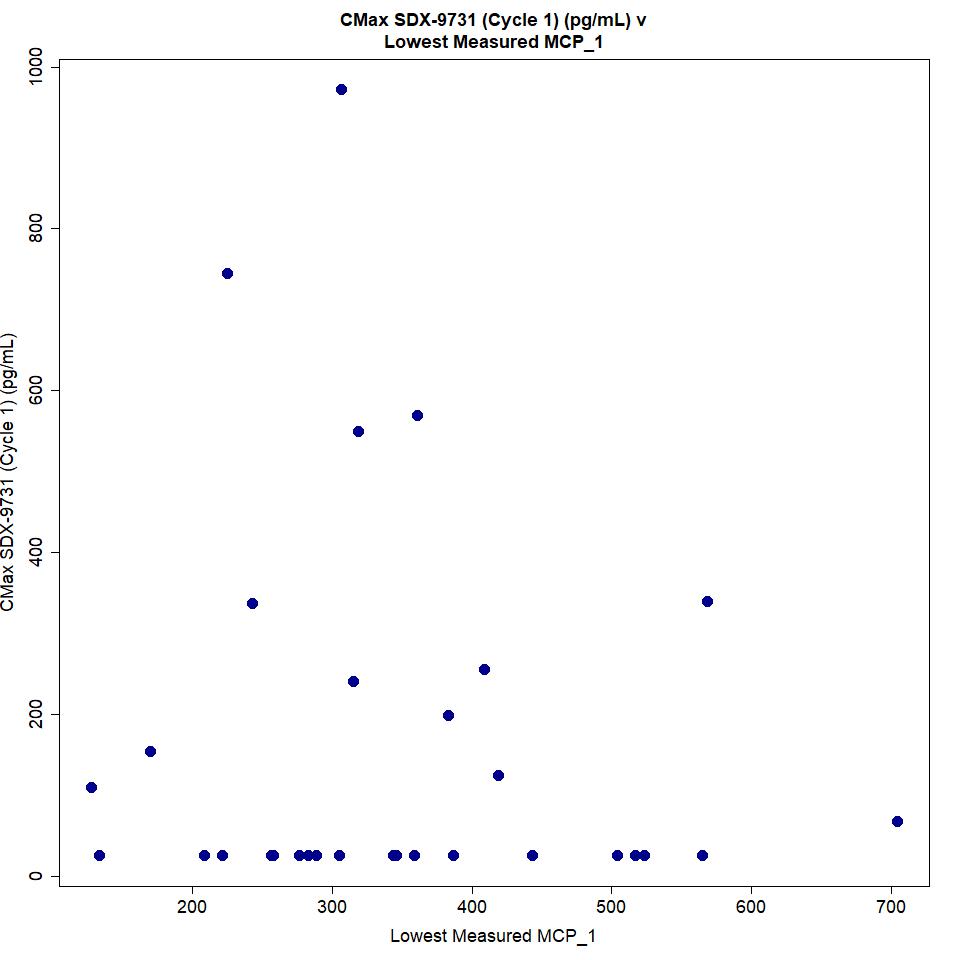 CMax SDX-9731 (Cycle 1) (pg/mL) v
Lowest Measured MCP_1
1000
800
600
400
200
0
CMax SDX-9731 (Cycle 1) (pg/mL)
200 300 400 500 600 700
Lowest Measured MCP_1